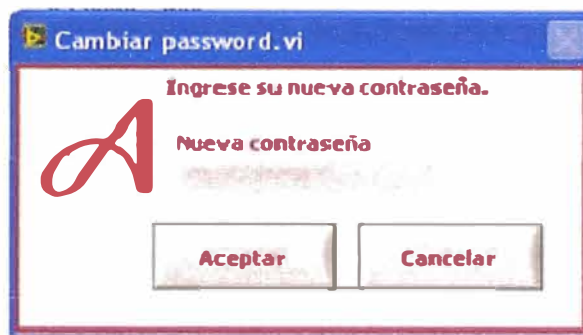 Cambiar password.vi
Ingrese su nueva contraseña.
A
Nueva contraseña
Aceptar
Cancelar